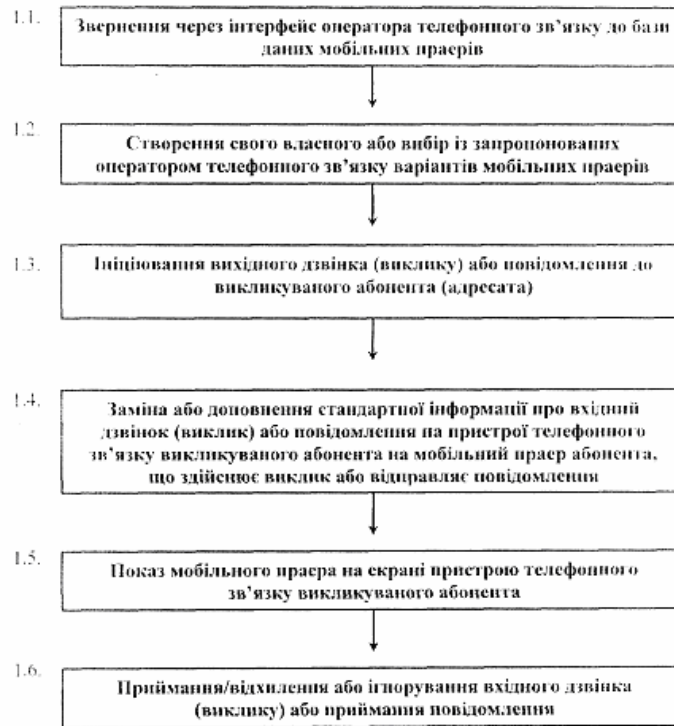 1.1.
Звернення через інтерфейс оператора телефонного зв’язку до бази
даних мобільних праерів
1.2.
Створення свого власного або вибір із запропонованих
оператором телефонного зв’язку варіантів мобільних праерів
1.3.
Ініціювання вихідного дзвінка (виклику) або повідомлення до
викликуваного абонента (адресата)
1.4.
Заміна або доповнення стандартної інформації про вхідний
дзвінок (виклик) або повідомлення на пристрої телефонного
зв’язку викликуваного абонента на мобільний праер абонента,
що здійснює виклик або відправляє повідомлення
1.5.
Показ мобільного праера на екрані пристрою телефонного
зв’язку викликуваного абонента
1.6.
Приймання/відхилення або ігнорування вхідного дзвінка
(виклику) або приймання повідомлення